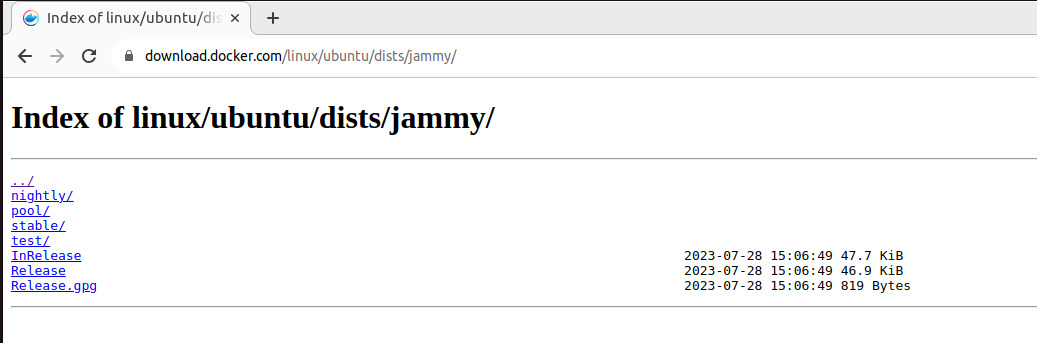 Index of linux/ubuntu/dis
download.docker.com/linux/ubuntu/dists/jammy/
Index of linux/ubuntu/dists/jammy/
../
nightly/
pool/
stable/
test/
InRelease 2023-07-28 15:06:49 47.7 KiB
Release 2023-07-28 15:06:49 46.9 KiB
Release.gpg 2023-07-28 15:06:49 819 Bytes